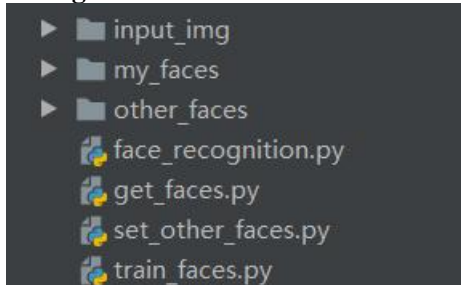 input_img
my_faces
other_faces
face_recognition.py
get_faces.py
set_other_faces.py
train_faces.py